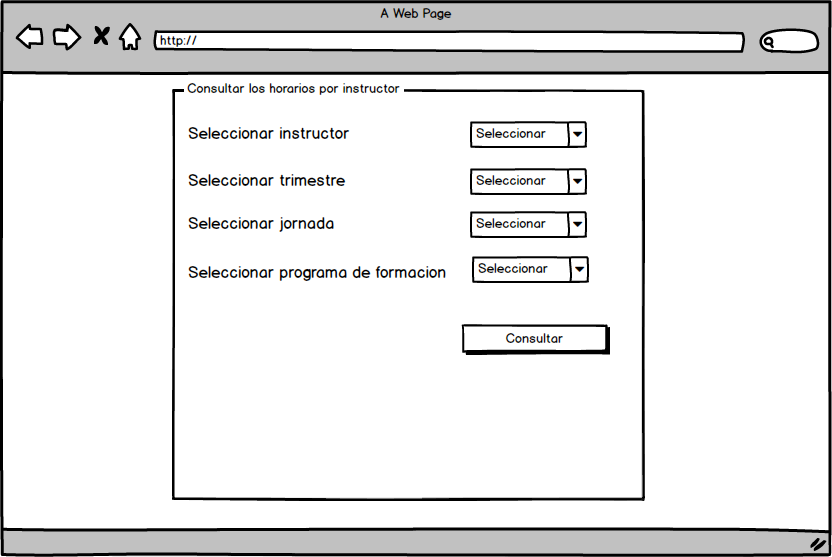 A Web Page
http://
Consultar los horarios por instructor
Seleccionar instructor
Seleccionar
Seleccionar trimestre
Seleccionar
Seleccionar jornada
Seleccionar
Seleccionar programa de formacion
Seleccionar
Consultar